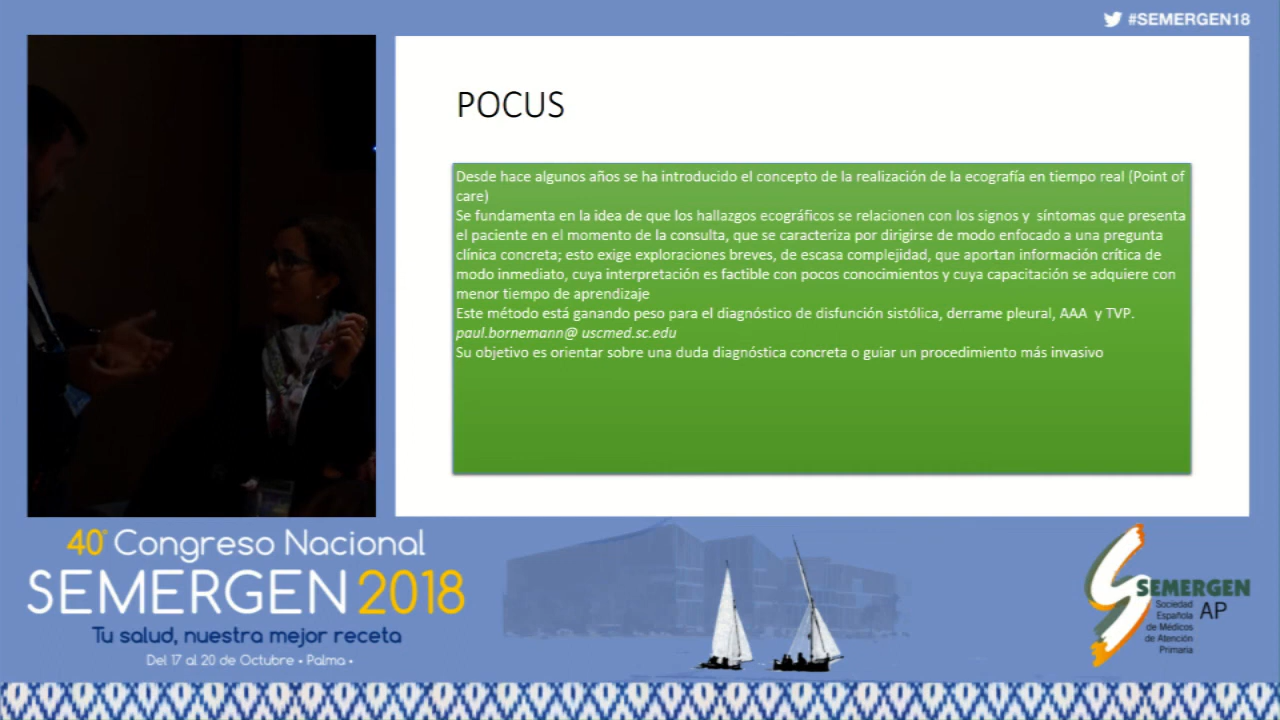 #SEMERGEN18
POCUS
Desde hace algunos años se ha introducido el concepto de la realización de la ecografía en tiempo real (Point of
care)
Se fundamenta en la idea de que los hallazgos ecográficos se relacionen con los signos y síntomas que presenta
el paciente en el momento de la consulta, que se caracteriza por dirigirse de modo enfocado a una pregunta
clínica concreta; esto exige exploraciones breves, de escasa complejidad, que aportan información crítica de
modo inmediato, cuya interpretación es factible con pocos conocimientos y cuya capacitación se adquiere con
menor tiempo de aprendizaje
Este método está ganando peso para el diagnóstico de disfunción sistólica, derrame pleural, AAA y TVP.
paul.bornemann@ uscmed.sc.edu
Su objetivo es orientar sobre una duda diagnóstica concreta o guiar un procedimiento más invasivo
40º Congreso Nacional
SEMERGEN 2018
Tu salud, nuestra mejor receta
Del 17 al 20 de Octubre • Palma •
SEMERGEN
AP
Sociedad
Española
de Médicos
de Atención
Primaria